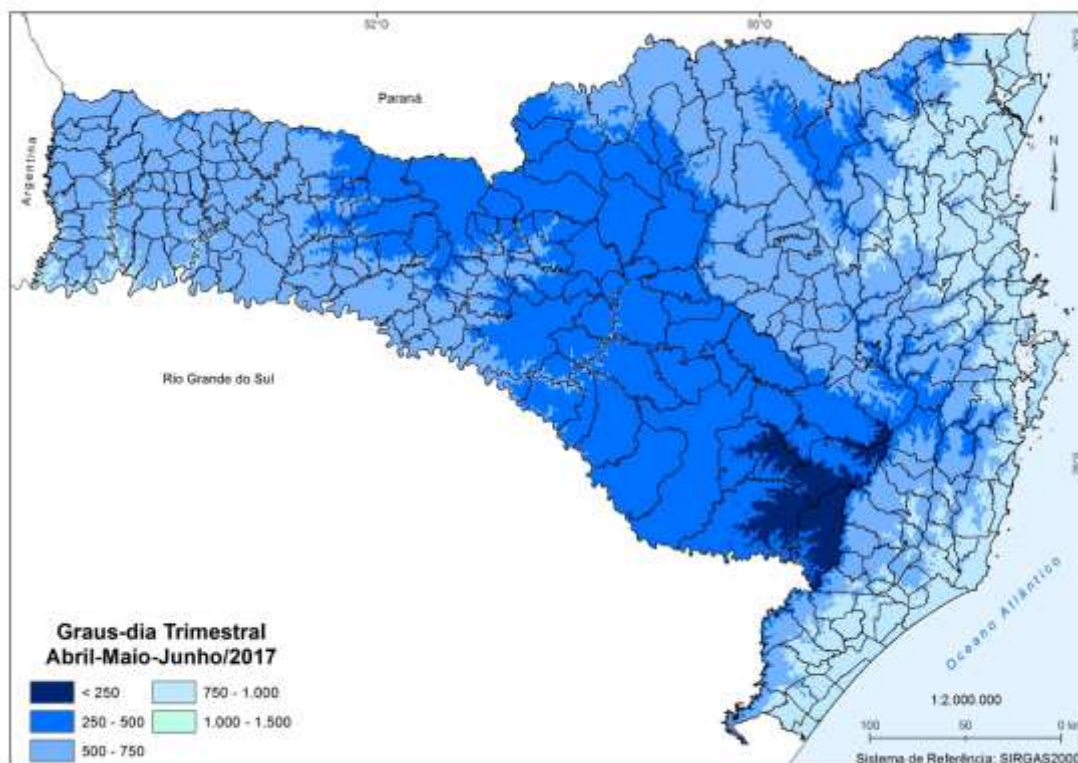 52°O
50°O
Paraná
Argentina
N
Rio Grande do Sul
Oceano Atlântico
Graus-dia Trimestral
Abril-Maio-Junho/2017
< 250
750 - 1.000
250 - 500
1.000 - 1.500
500 - 750
1:2.000.000
100 50 0 k
Sistema de Referência: SIRGAS2000